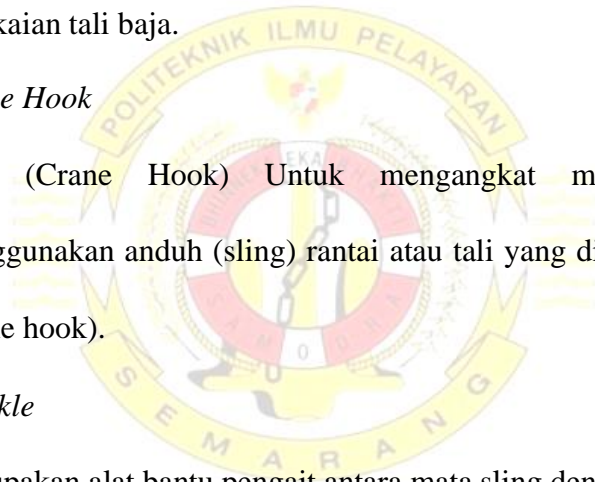 kaian tali baja.
e Hook
(Crane Hook) Untuk mengangkat m
ggunakan anduh (sling) rantai atau tali yang di
e hook).
kle
upakan alat bantu pengait antara mata sling den
POLITEKNIK ILMU PELAYARAN
SEMARANG